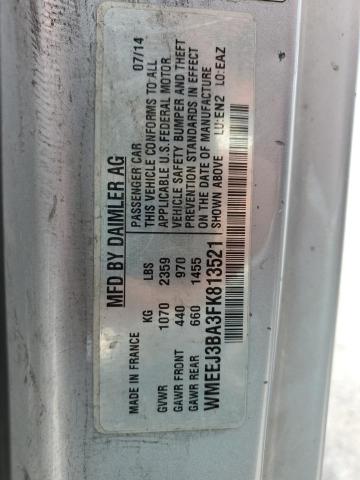 MFD BY DAIMLER AG
PASSENGER CAR 07/14
MADE IN FRANCE KG LBS THIS VEHICLE CONFORMS TO ALL
GVWR 1070 2359 APPLICABLE U.S. FEDERAL MOTOR
GAWR FRONT 440 970 VEHICLE SAFETY BUMPER AND THEFT
GAWR REAR 660 1455 PREVENTION STANDARDS IN EFFECT
ON THE DATE OF MANUFACTURE
WMEEJ3BA3FK813521 SHOWN ABOVE LU:EN2 LO:EAZ